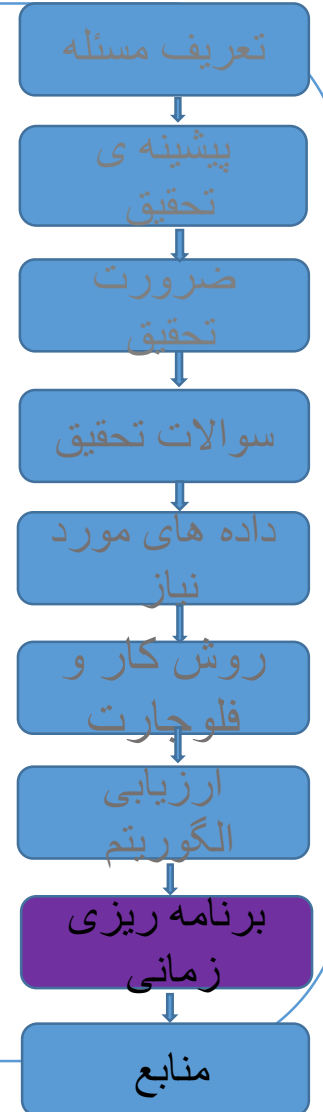 تعریف مسئله
پیشینه ی
تحقیق
ضرورت
تحقیق
سوالات تحقیق
داده های مورد
نیاز
روش کار و
فلوچارت
ارزیابی
الگوریتم
برنامه ریزی
زمانی
منابع